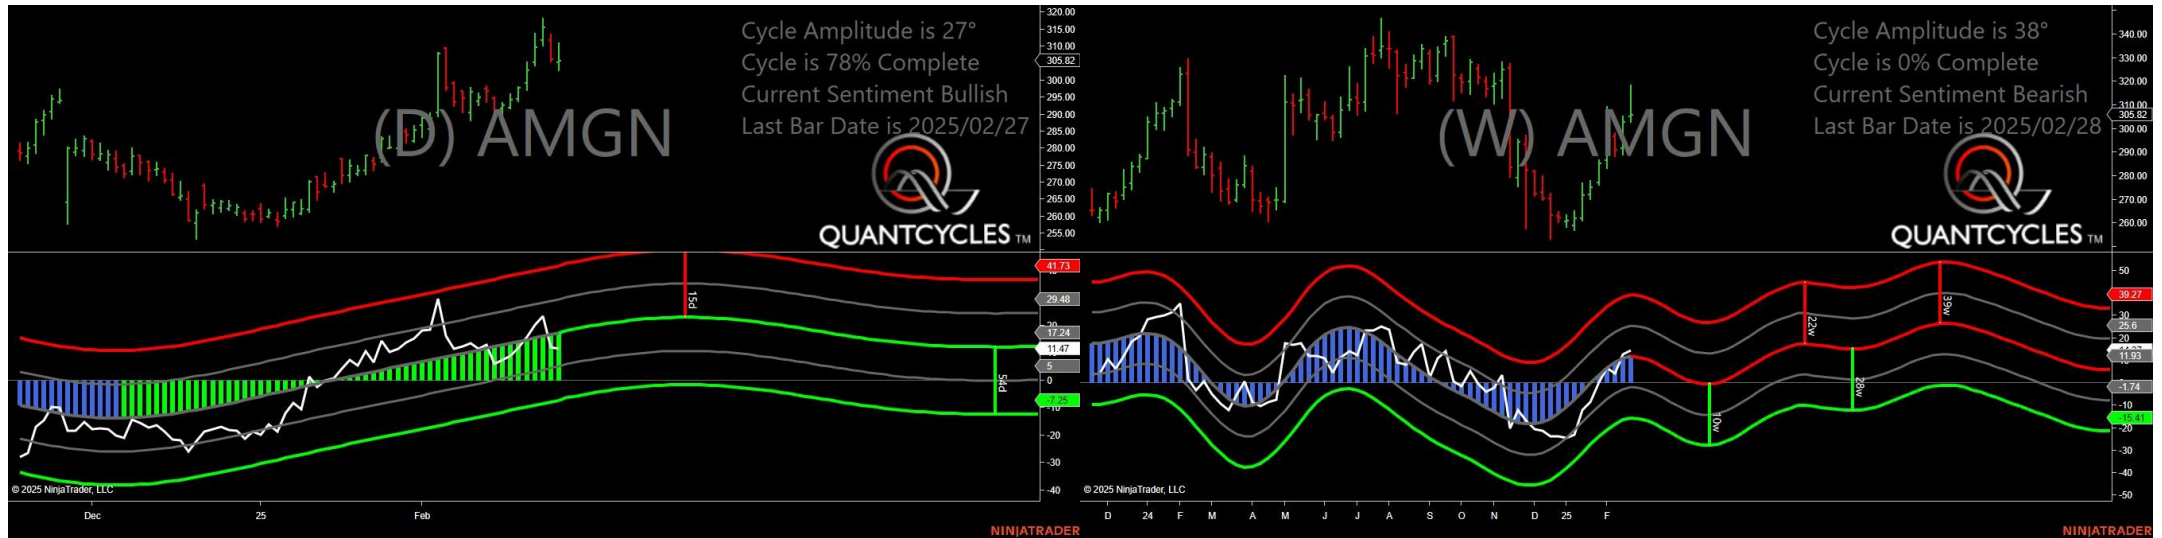 Cycle Amplitude is 27°
Cycle is 78% Complete
Current Sentiment Bullish
Last Bar Date is 2025/02/27
(D) AMGN
QUANTCYCLES TM
320.00
315.00
310.00
305.82
300.00
295.00
290.00
285.00
280.00
275.00
270.00
265.00
260.00
255.00
41.73
29.48
17.24
11.47
5
0
-7.25
-10
-20
-30
-40
15d
54d
© 2025 NinjaTrader, LLC
Dec
25
Feb
NINJATRADER
Cycle Amplitude is 38°
Cycle is 0% Complete
Current Sentiment Bearish
Last Bar Date is 2025/02/28
(W) AMGN
QUANTCYCLES TM
340.00
330.00
320.00
310.00
305.82
300.00
290.00
280.00
270.00
260.00
50
39.27
30
25.6
20
11.93
-1.74
-15.41
-20
-30
-40
-50
10w
22w
28w
39w
© 2025 NinjaTrader, LLC
D 24 F M A M J J A S O N D 25 F
NINJATRADER